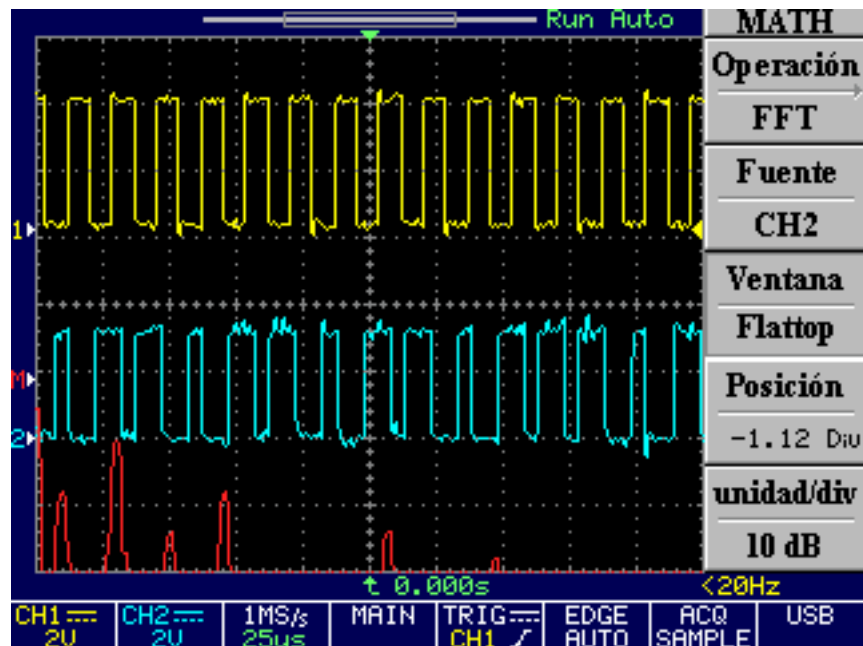 Run Auto
MATH
Operación
FFT
Fuente
CH2
Ventana
Flattop
Posición
-1.12 Div
unidad/div
10 dB
1
M
2
0.000s
<20Hz
CH1 CH2 1MS/s MAIN TRIG EDGE ACQ USB
2V 2V 25us CH1 AUTO SAMPLE